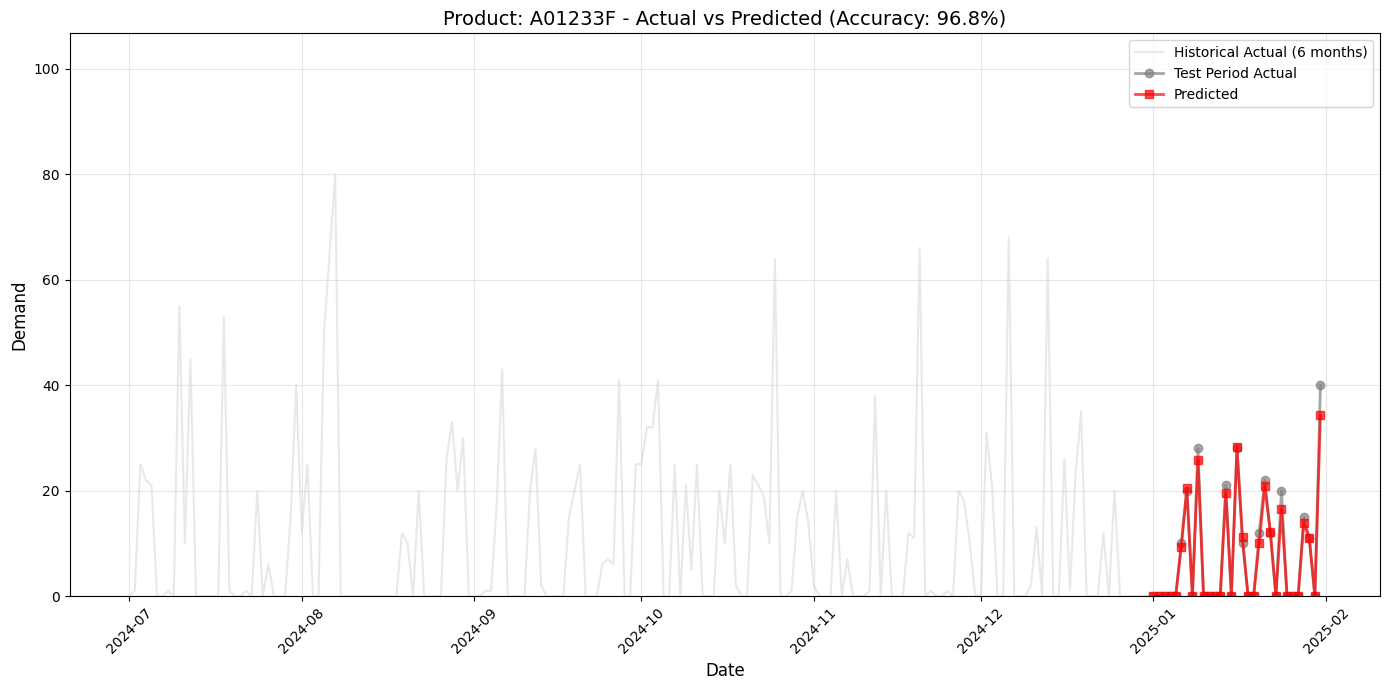 Product: A01233F - Actual vs Predicted (Accuracy: 96.8%)
Historical Actual (6 months)
Test Period Actual
Predicted
Demand
100
80
60
40
20
0
2024-07
2024-08
2024-09
2024-10
2024-11
2024-12
2025-01
2025-02
Date